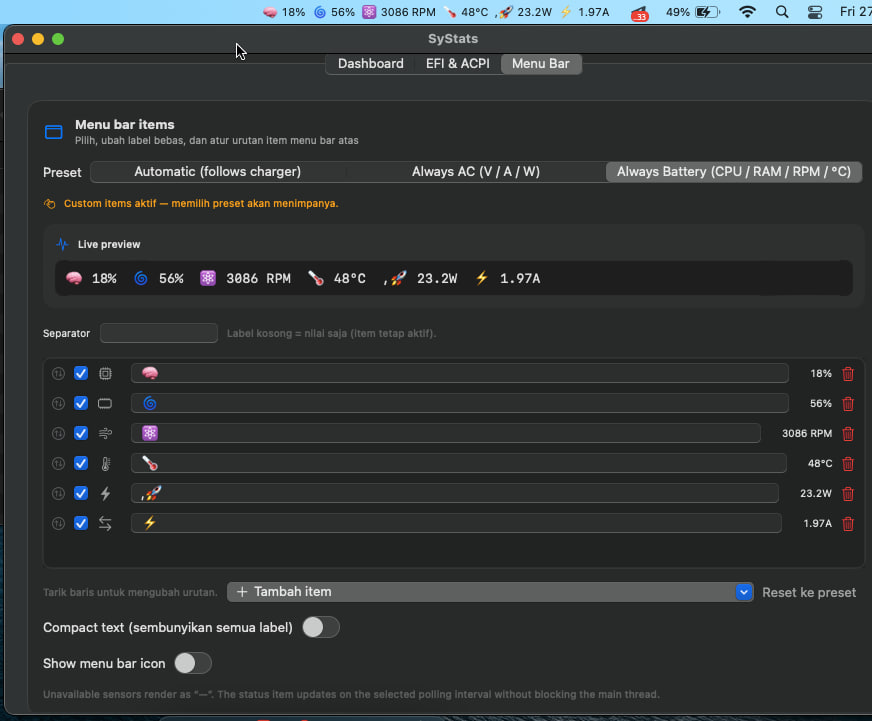 🧠 18% 🌀 56% ⚛️ 3086 RPM 🌡️ 48°C ,🚀 23.2W ⚡ 1.97A 33 49% Fri 27
SyStats
Dashboard EFI & ACPI Menu Bar
Menu bar items
Pilih, ubah label bebas, dan atur urutan item menu bar atas
Preset Automatic (follows charger) Always AC (V / A / W) Always Battery (CPU / RAM / RPM / °C)
Custom items aktif — memilih preset akan menimpanya.
Live preview
🧠 18% 🌀 56% ⚛️ 3086 RPM 🌡️ 48°C ,🚀 23.2W ⚡ 1.97A
Separator Label kosong = nilai saja (item tetap aktif).
🧠 18%
🌀 56%
⚛️ 3086 RPM
🌡️ 48°C
,🚀 23.2W
⚡ 1.97A
Tarik baris untuk mengubah urutan. + Tambah item Reset ke preset
Compact text (sembunyikan semua label)
Show menu bar icon
Unavailable sensors render as “—”. The status item updates on the selected polling interval without blocking the main thread.